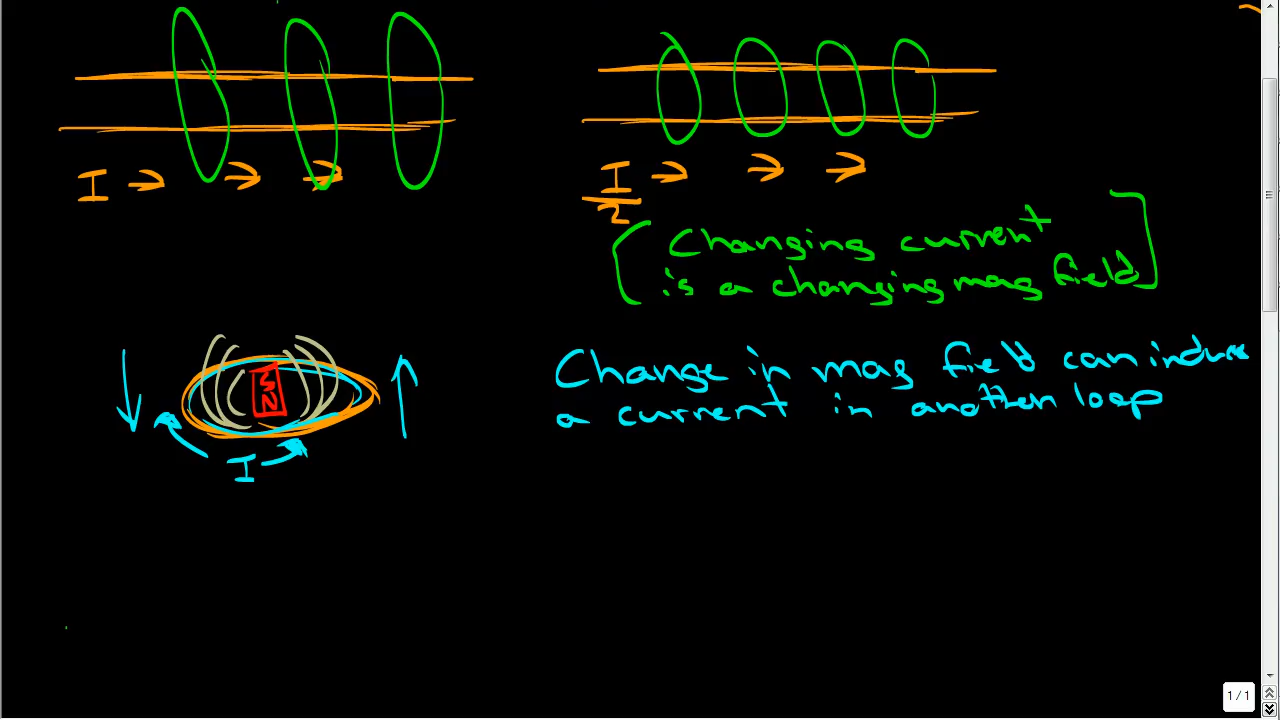 I → → →
I/2 → → →
Changing current
is a changing mag field
Change in mag field can induce
a current in another loop
S
N
I
1 / 1